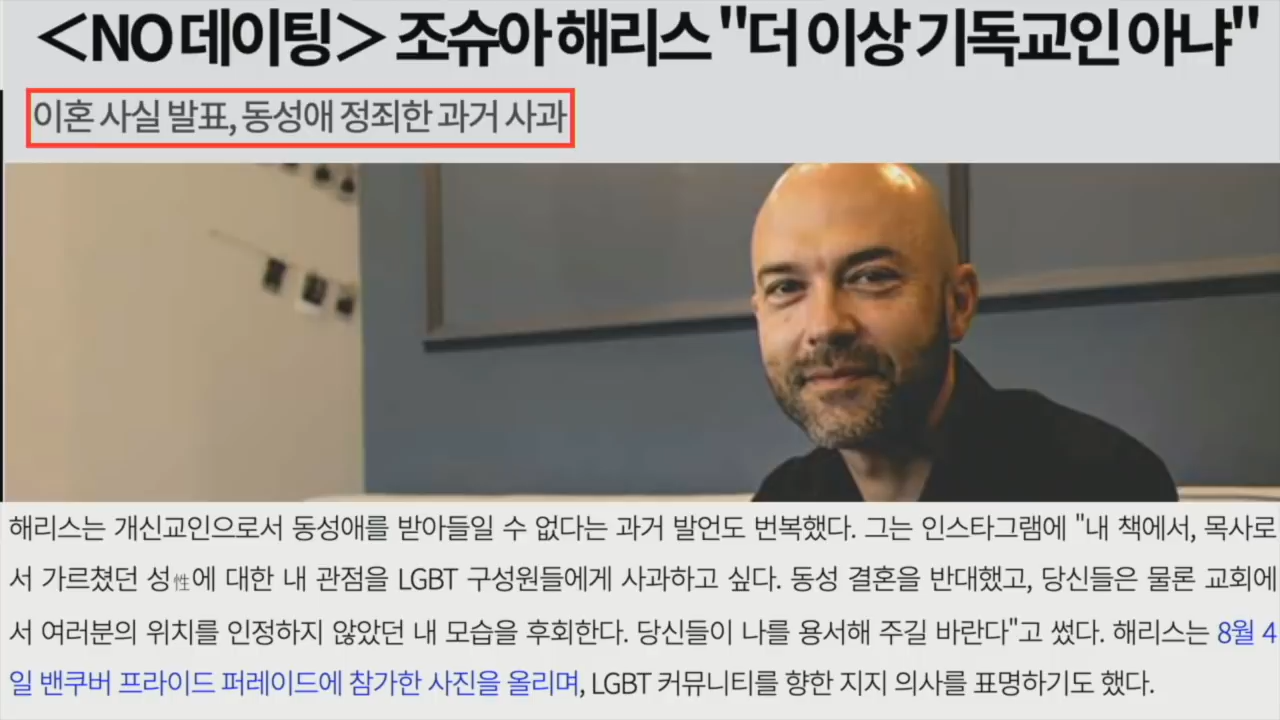 <NO 데이팅> 조슈아 해리스 "더 이상 기독교인 아냐"
이혼 사실 발표, 동성애 정죄한 과거 사과
해리스는 개신교인으로서 동성애를 받아들일 수 없다는 과거 발언도 번복했다. 그는 인스타그램에 "내 책에서, 목사로
서 가르쳤던 성性에 대한 내 관점을 LGBT 구성원들에게 사과하고 싶다. 동성 결혼을 반대했고, 당신들은 물론 교회에
서 여러분의 위치를 인정하지 않았던 내 모습을 후회한다. 당신들이 나를 용서해 주길 바란다"고 썼다. 해리스는 8월 4
일 밴쿠버 프라이드 퍼레이드에 참가한 사진을 올리며, LGBT 커뮤니티를 향한 지지 의사를 표명하기도 했다.